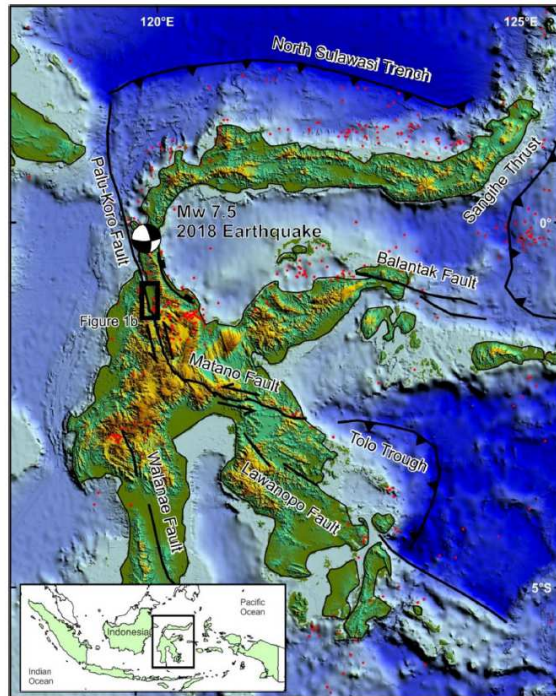 120°E
125°E
North Sulawasi Trench
Palu-Koro Fault
Sangihe Thrust
Mw 7.5
2018 Earthquake
0°
Balantak Fault
Figure 1b
Matano Fault
Tolo Trough
Walanae Fault
Lawanopo Fault
5°S
Pacific
Ocean
Indonesia
Indian
Ocean